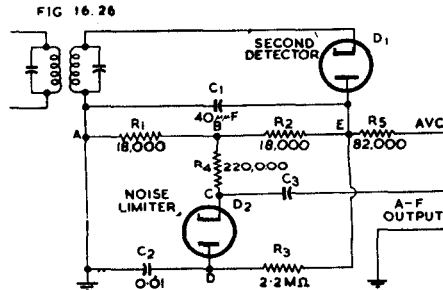 FIG 16.26
SECOND
DETECTOR
D1
C1
40μμF
A
R1
18,000
B
R2
18,000
E
R5
82,000
AVC
R4
220,000
C
C3
NOISE
LIMITER
D2
A-F
OUTPUT
C2
0.01
D
R3
2.2MΩ